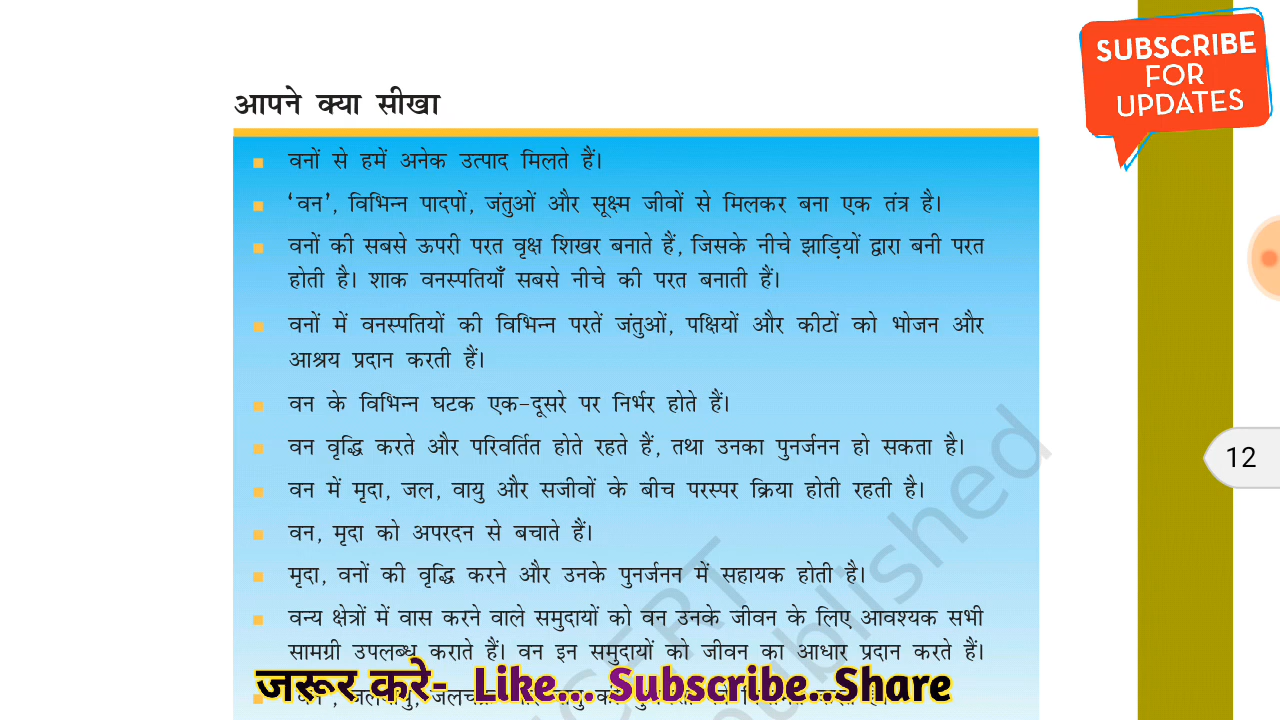 SUBSCRIBE
FOR
UPDATES
आपने क्या सीखा
वनों से हमें अनेक उत्पाद मिलते हैं।
‘वन’, विभिन्न पादपों, जंतुओं और सूक्ष्म जीवों से मिलकर बना एक तंत्र है।
वनों की सबसे ऊपरी परत वृक्ष शिखर बनाते हैं, जिसके नीचे झाड़ियों द्वारा बनी परत
होती है। शाक वनस्पतियाँ सबसे नीचे की परत बनाती हैं।
वनों में वनस्पतियों की विभिन्न परतें जंतुओं, पक्षियों और कीटों को भोजन और
आश्रय प्रदान करती हैं।
वन के विभिन्न घटक एक-दूसरे पर निर्भर होते हैं।
वन वृद्धि करते और परिवर्तित होते रहते हैं, तथा उनका पुनर्जनन हो सकता है।
12
वन में मृदा, जल, वायु और सजीवों के बीच परस्पर क्रिया होती रहती है।
वन, मृदा को अपरदन से बचाते हैं।
मृदा, वनों की वृद्धि करने और उनके पुनर्जनन में सहायक होती है।
वन्य क्षेत्रों में वास करने वाले समुदायों को वन उनके जीवन के लिए आवश्यक सभी
सामग्री उपलब्ध कराते हैं। वन इन समुदायों को जीवन का आधार प्रदान करते हैं।
जरूर करे- Like... Subscribe..Share